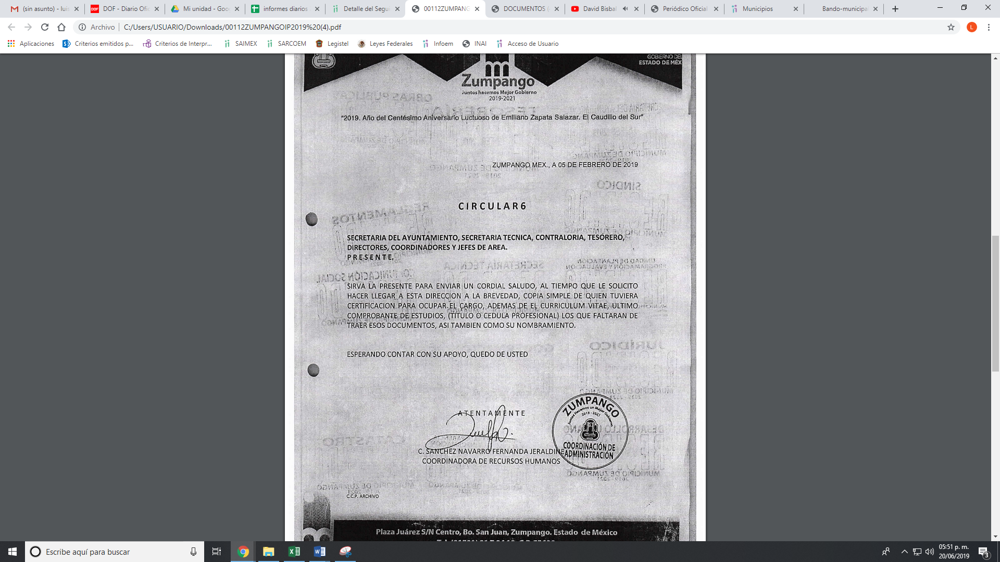 (sin asunto) - luis
DOF - Diario Ofic
Mi unidad - Goo
informes diarios
Detalle del Segui
00112ZUMPANG
DOCUMENTOS (
David Bisbal
Periódico Oficial
Municipios
Bando-municipa
Archivo
C:/Users/USUARIO/Downloads/00112ZUMPANGOIP2019%20(4).pdf
L
Aplicaciones
Criterios emitidos p...
Criterios de Interpr...
SAIMEX
SARCOEM
Legistel
Leyes Federales
Infoem
INAI
Acceso de Usuario
GOBIERNO DEL
ESTADO DE MÉX
Zumpango
Juntos hacemos Mejor Gobierno
2019-2021
"2019. Año del Centésimo Aniversario Luctuoso de Emiliano Zapata Salazar. El Caudillo del Sur"
ZUMPANGO MEX., A 05 DE FEBRERO DE 2019
C I R C U L A R 6
SECRETARIA DEL AYUNTAMIENTO, SECRETARIA TECNICA, CONTRALORIA, TESORERO,
DIRECTORES, COORDINADORES Y JEFES DE AREA.
P R E S E N T E.
SIRVA LA PRESENTE PARA ENVIAR UN CORDIAL SALUDO, AL TIEMPO QUE LE SOLICITO
HACER LLEGAR A ESTA DIRECCION A LA BREVEDAD, COPIA SIMPLE DE QUIEN TUVIERA
CERTIFICACION PARA OCUPAR EL CARGO, ADEMAS DE EL CURRICULUM VITAE, ULTIMO
COMPROBANTE DE ESTUDIOS, (TITULO O CEDULA PROFESIONAL) LOS QUE FALTARAN DE
TRAER ESOS DOCUMENTOS, ASI TAMBIEN COMO SU NOMBRAMIENTO.
ESPERANDO CONTAR CON SU APOYO, QUEDO DE USTED
A T E N T A M E N T E
C. SANCHEZ NAVARRO FERNANDA JERALDINE
COORDINADORA DE RECURSOS HUMANOS
ZUMPANGO
Juntos Hacemos un Mejor Gobierno
2019 - 2021
COORDINACIÓN DE
ADMINISTRACIÓN
C.C.P. ARCHIVO
Plaza Juárez S/N Centro, Bo. San Juan, Zumpango. Estado de México
Escribe aquí para buscar
05:51 p. m.
20/06/2019
3